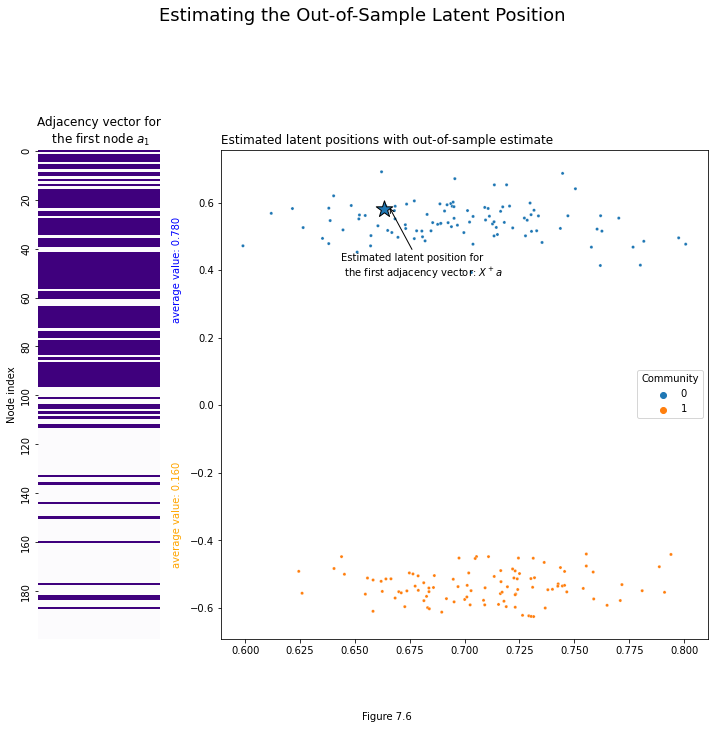 Estimating the Out-of-Sample Latent Position
Adjacency vector for
the first node a₁
Node index
0
20
40
60
80
100
120
140
160
180
average value: 0.780
average value: 0.160
Estimated latent positions with out-of-sample estimate
0.6
0.4
0.2
0.0
−0.2
−0.4
−0.6
Estimated latent position for
the first adjacency vector: X⁺a
Community
0
1
0.600
0.625
0.650
0.675
0.700
0.725
0.750
0.775
0.800
Figure 7.6